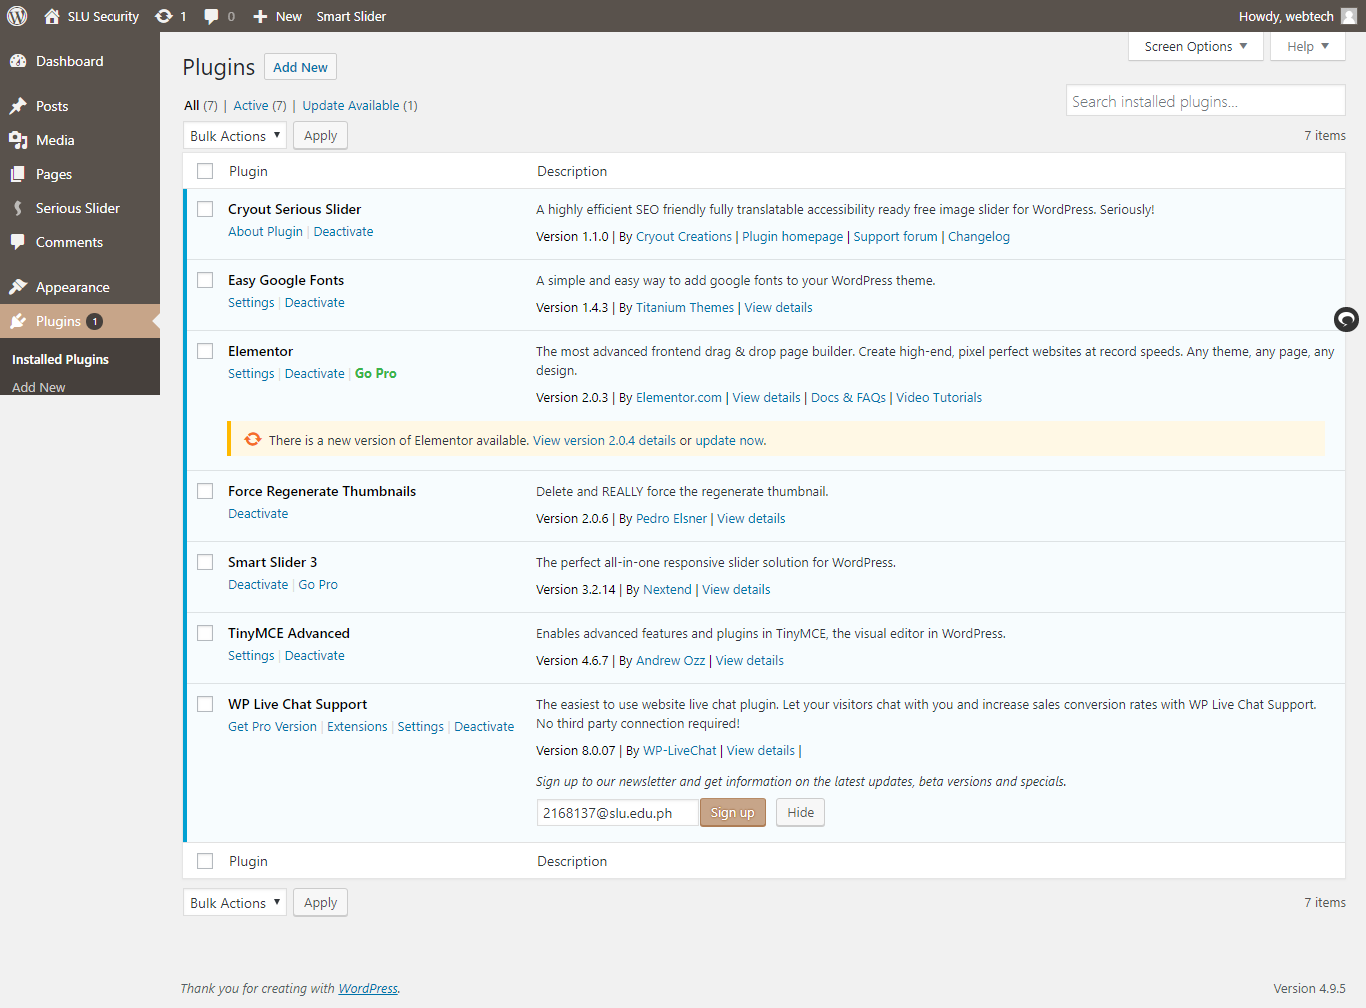 SLU Security 1 0 New Smart Slider Howdy, webtech
Dashboard
Posts
Media
Pages
Serious Slider
Comments
Appearance
Plugins 1
Installed Plugins
Add New
Screen Options ▼ Help ▼
Plugins Add New
All (7) | Active (7) | Update Available (1)
Search installed plugins...
Bulk Actions ▼ Apply
7 items
Plugin Description
Cryout Serious Slider
About Plugin | Deactivate
A highly efficient SEO friendly fully translatable accessibility ready free image slider for WordPress. Seriously!
Version 1.1.0 | By Cryout Creations | Plugin homepage | Support forum | Changelog
Easy Google Fonts
Settings | Deactivate
A simple and easy way to add google fonts to your WordPress theme.
Version 1.4.3 | By Titanium Themes | View details
Elementor
Settings | Deactivate | Go Pro
The most advanced frontend drag & drop page builder. Create high-end, pixel perfect websites at record speeds. Any theme, any page, any
design.
Version 2.0.3 | By Elementor.com | View details | Docs & FAQs | Video Tutorials
There is a new version of Elementor available. View version 2.0.4 details or update now.
Force Regenerate Thumbnails
Deactivate
Delete and REALLY force the regenerate thumbnail.
Version 2.0.6 | By Pedro Elsner | View details
Smart Slider 3
Deactivate | Go Pro
The perfect all-in-one responsive slider solution for WordPress.
Version 3.2.14 | By Nextend | View details
TinyMCE Advanced
Settings | Deactivate
Enables advanced features and plugins in TinyMCE, the visual editor in WordPress.
Version 4.6.7 | By Andrew Ozz | View details
WP Live Chat Support
Get Pro Version | Extensions | Settings | Deactivate
The easiest to use website live chat plugin. Let your visitors chat with you and increase sales conversion rates with WP Live Chat Support.
No third party connection required!
Version 8.0.07 | By WP-LiveChat | View details |
Sign up to our newsletter and get information on the latest updates, beta versions and specials.
2168137@slu.edu.ph Sign up Hide
Plugin Description
Bulk Actions ▼ Apply
7 items
Thank you for creating with WordPress.
Version 4.9.5